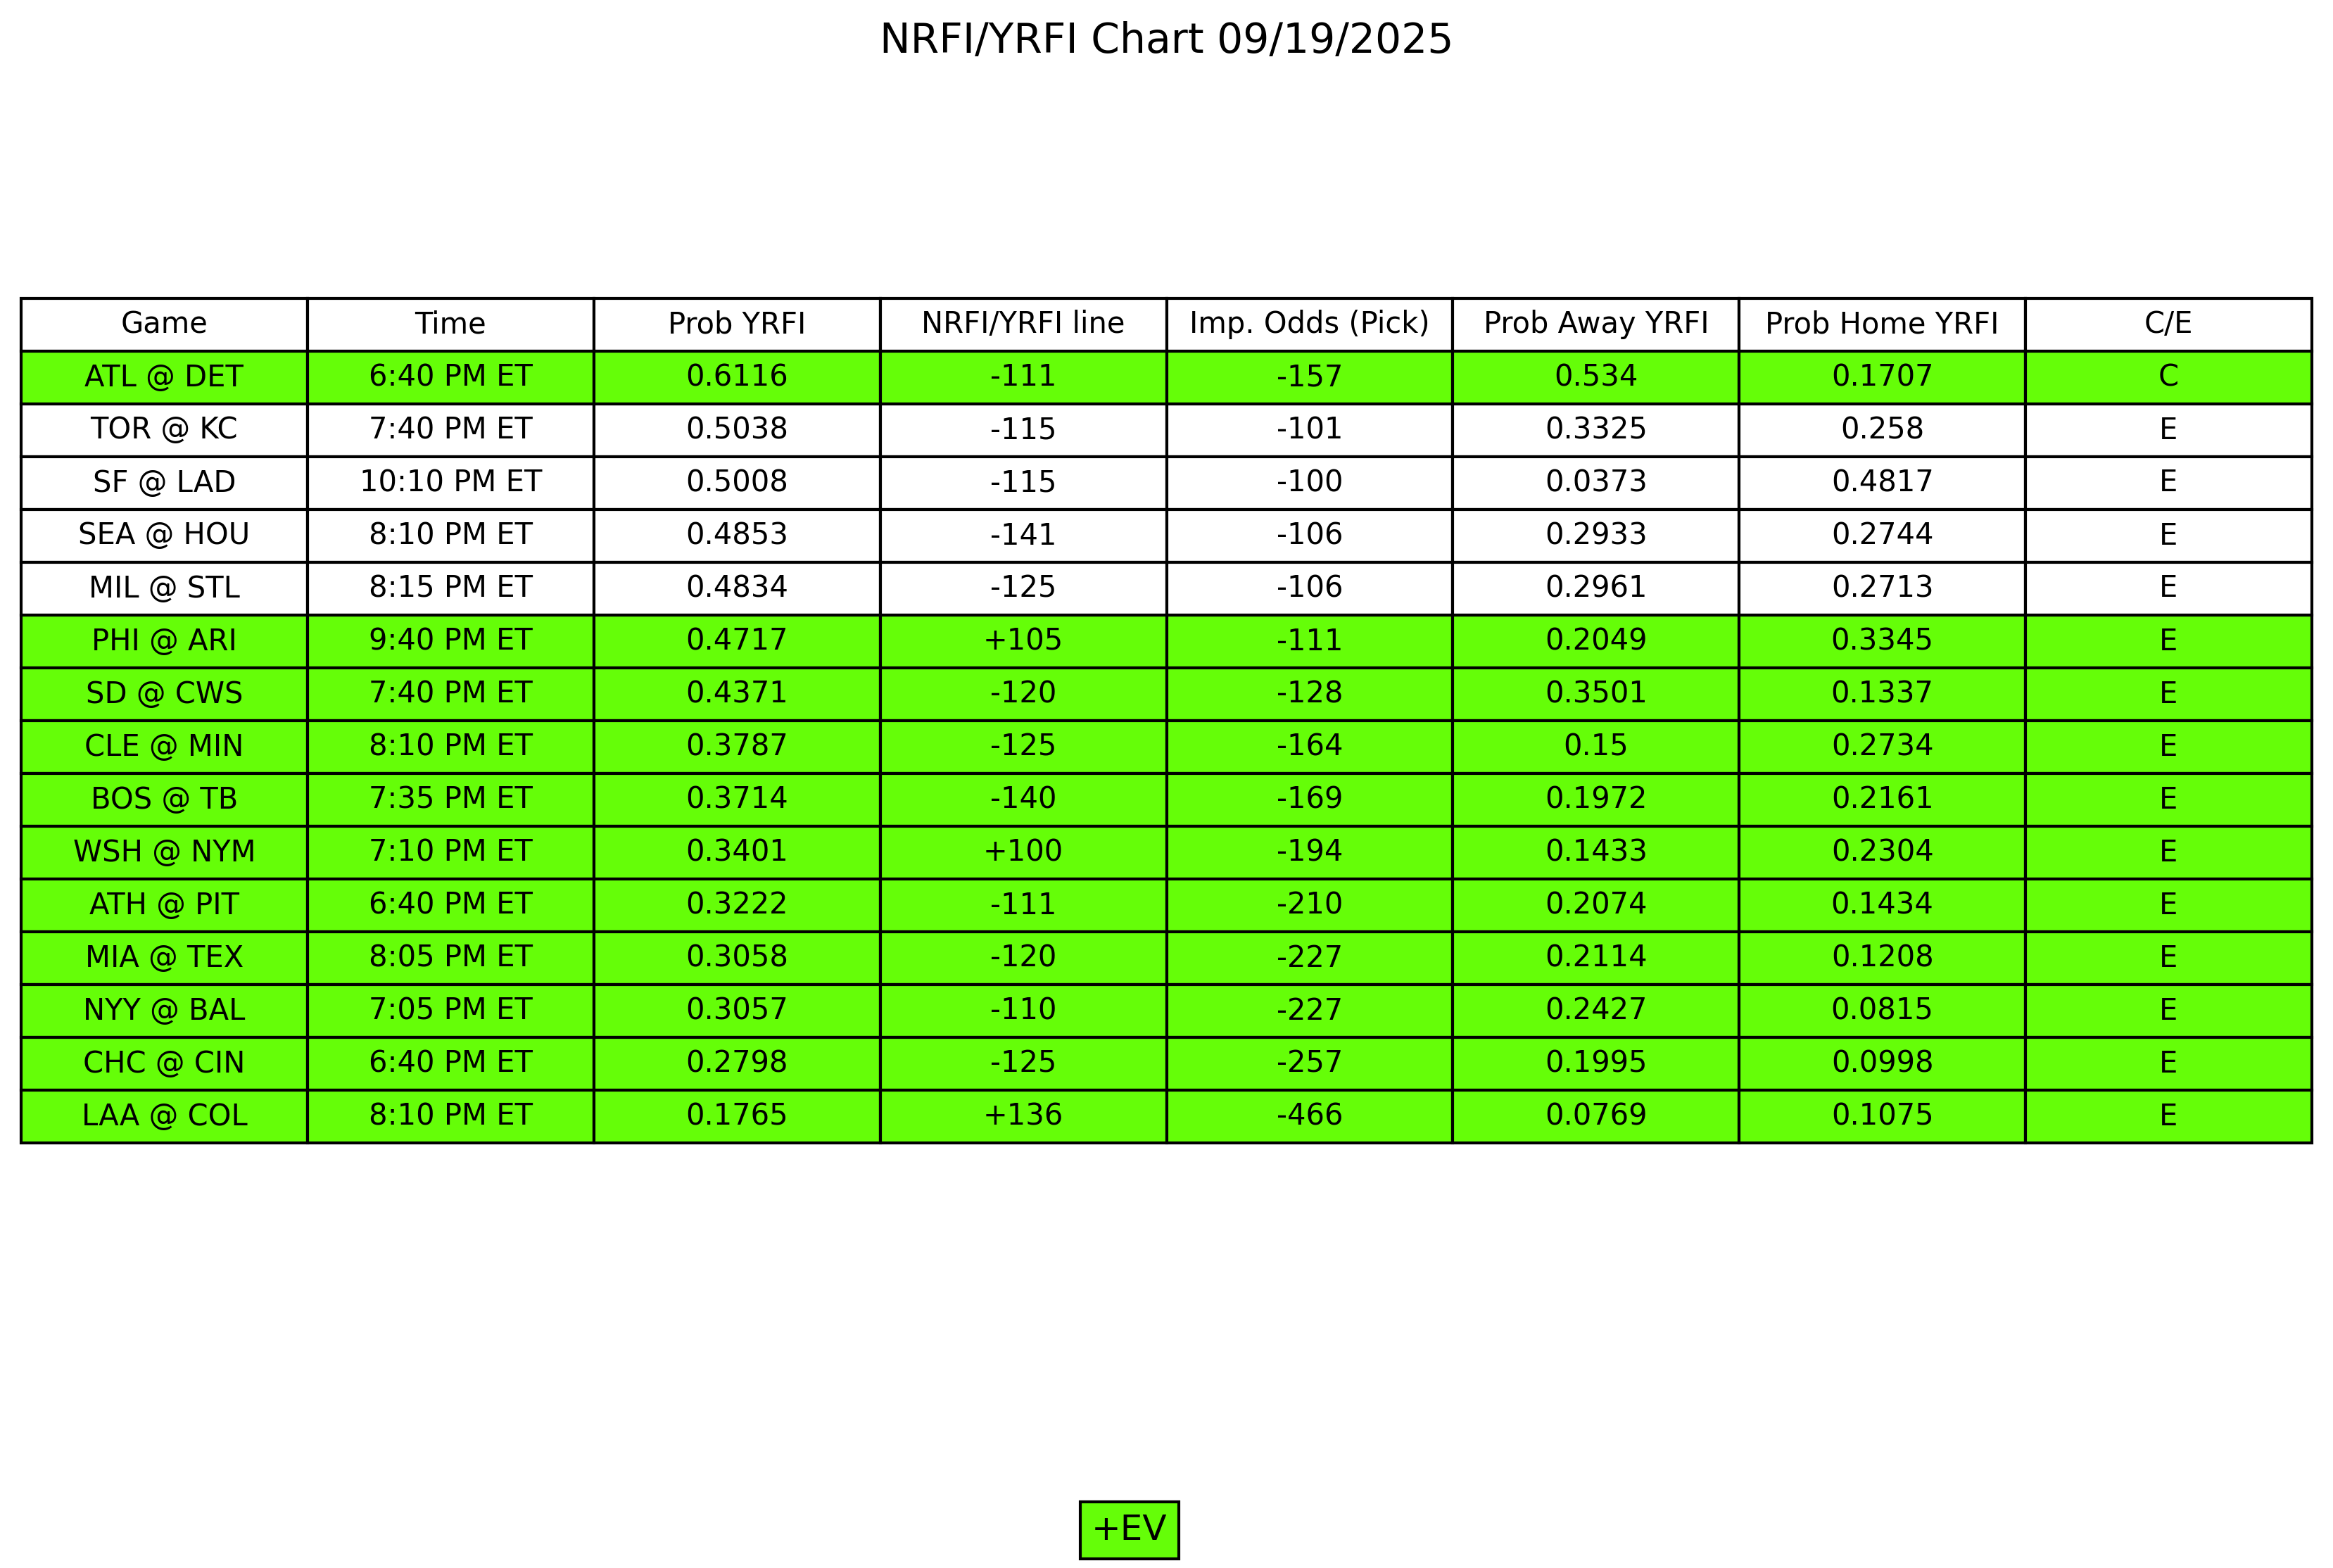 NRFI/YRFI Chart 09/19/2025
Game Time Prob YRFI NRFI/YRFI line Imp. Odds (Pick) Prob Away YRFI Prob Home YRFI C/E
ATL @ DET 6:40 PM ET 0.6116 -111 -157 0.534 0.1707 C
TOR @ KC 7:40 PM ET 0.5038 -115 -101 0.3325 0.258 E
SF @ LAD 10:10 PM ET 0.5008 -115 -100 0.0373 0.4817 E
SEA @ HOU 8:10 PM ET 0.4853 -141 -106 0.2933 0.2744 E
MIL @ STL 8:15 PM ET 0.4834 -125 -106 0.2961 0.2713 E
PHI @ ARI 9:40 PM ET 0.4717 +105 -111 0.2049 0.3345 E
SD @ CWS 7:40 PM ET 0.4371 -120 -128 0.3501 0.1337 E
CLE @ MIN 8:10 PM ET 0.3787 -125 -164 0.15 0.2734 E
BOS @ TB 7:35 PM ET 0.3714 -140 -169 0.1972 0.2161 E
WSH @ NYM 7:10 PM ET 0.3401 +100 -194 0.1433 0.2304 E
ATH @ PIT 6:40 PM ET 0.3222 -111 -210 0.2074 0.1434 E
MIA @ TEX 8:05 PM ET 0.3058 -120 -227 0.2114 0.1208 E
NYY @ BAL 7:05 PM ET 0.3057 -110 -227 0.2427 0.0815 E
CHC @ CIN 6:40 PM ET 0.2798 -125 -257 0.1995 0.0998 E
LAA @ COL 8:10 PM ET 0.1765 +136 -466 0.0769 0.1075 E
+EV